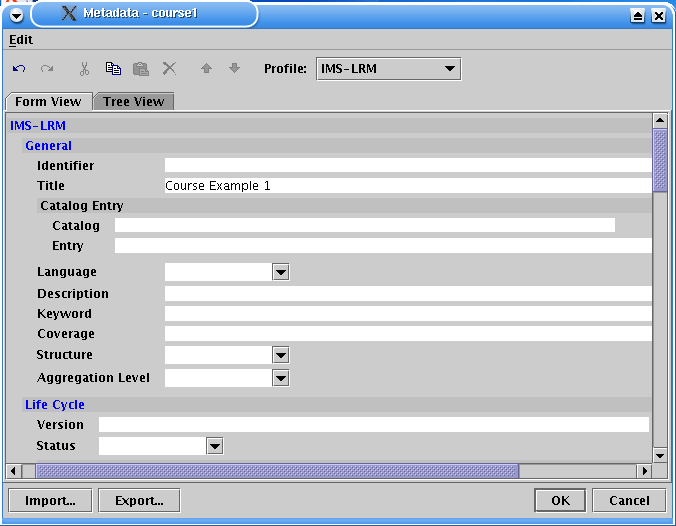 Metadata - course1
Edit
Profile: IMS-LRM
Form View Tree View
IMS-LRM
General
Identifier
Title Course Example 1
Catalog Entry
Catalog
Entry
Language
Description
Keyword
Coverage
Structure
Aggregation Level
Life Cycle
Version
Status
Import... Export... OK Cancel